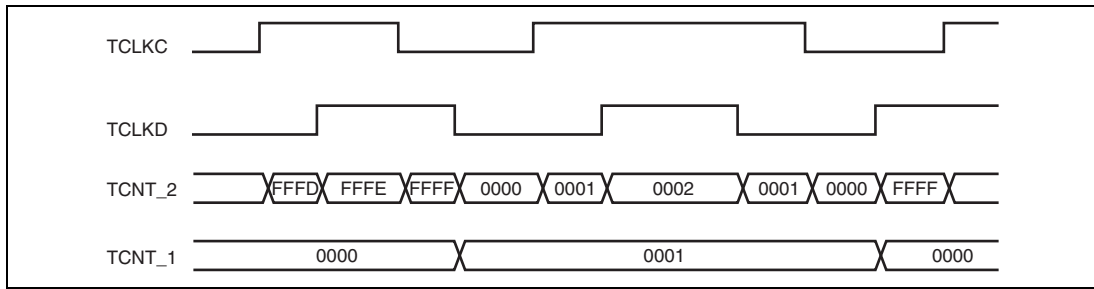 TCLKC
TCLKD
TCNT_2 FFFD FFFE FFFF 0000 0001 0002 0001 0000 FFFF
TCNT_1 0000 0001 0000